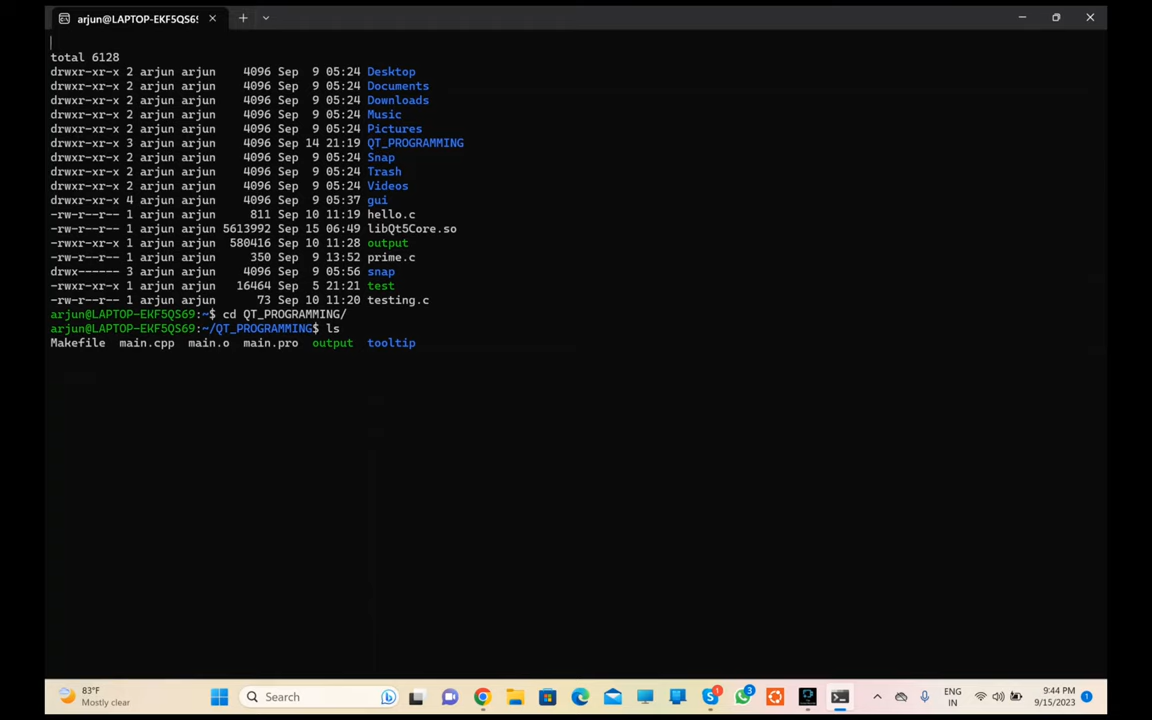 arjun@LAPTOP-EKF5QS69
total 6128
drwxr-xr-x 2 arjun arjun    4096 Sep  9 05:24 Desktop
drwxr-xr-x 2 arjun arjun    4096 Sep  9 05:24 Documents
drwxr-xr-x 2 arjun arjun    4096 Sep  9 05:24 Downloads
drwxr-xr-x 2 arjun arjun    4096 Sep  9 05:24 Music
drwxr-xr-x 2 arjun arjun    4096 Sep  9 05:24 Pictures
drwxr-xr-x 3 arjun arjun    4096 Sep 14 21:19 QT_PROGRAMMING
drwxr-xr-x 2 arjun arjun    4096 Sep  9 05:24 Snap
drwxr-xr-x 2 arjun arjun    4096 Sep  9 05:24 Trash
drwxr-xr-x 2 arjun arjun    4096 Sep  9 05:24 Videos
drwxr-xr-x 4 arjun arjun    4096 Sep  9 05:37 gui
-rw-r--r-- 1 arjun arjun     811 Sep 10 11:19 hello.c
-rw-r--r-- 1 arjun arjun 5613992 Sep 15 06:49 libQt5Core.so
-rwxr-xr-x 1 arjun arjun  580416 Sep 10 11:28 output
-rw-r--r-- 1 arjun arjun     350 Sep  9 13:52 prime.c
drwx------ 3 arjun arjun    4096 Sep  9 05:56 snap
-rwxr-xr-x 1 arjun arjun   16464 Sep  5 21:21 test
-rw-r--r-- 1 arjun arjun      73 Sep 10 11:20 testing.c
arjun@LAPTOP-EKF5QS69:~$ cd QT_PROGRAMMING/
arjun@LAPTOP-EKF5QS69:~/QT_PROGRAMMING$ ls
Makefile  main.cpp  main.o  main.pro  output  tooltip
83°F
Mostly clear
Search
1
3
ENG
IN
9:44 PM
9/15/2023
1